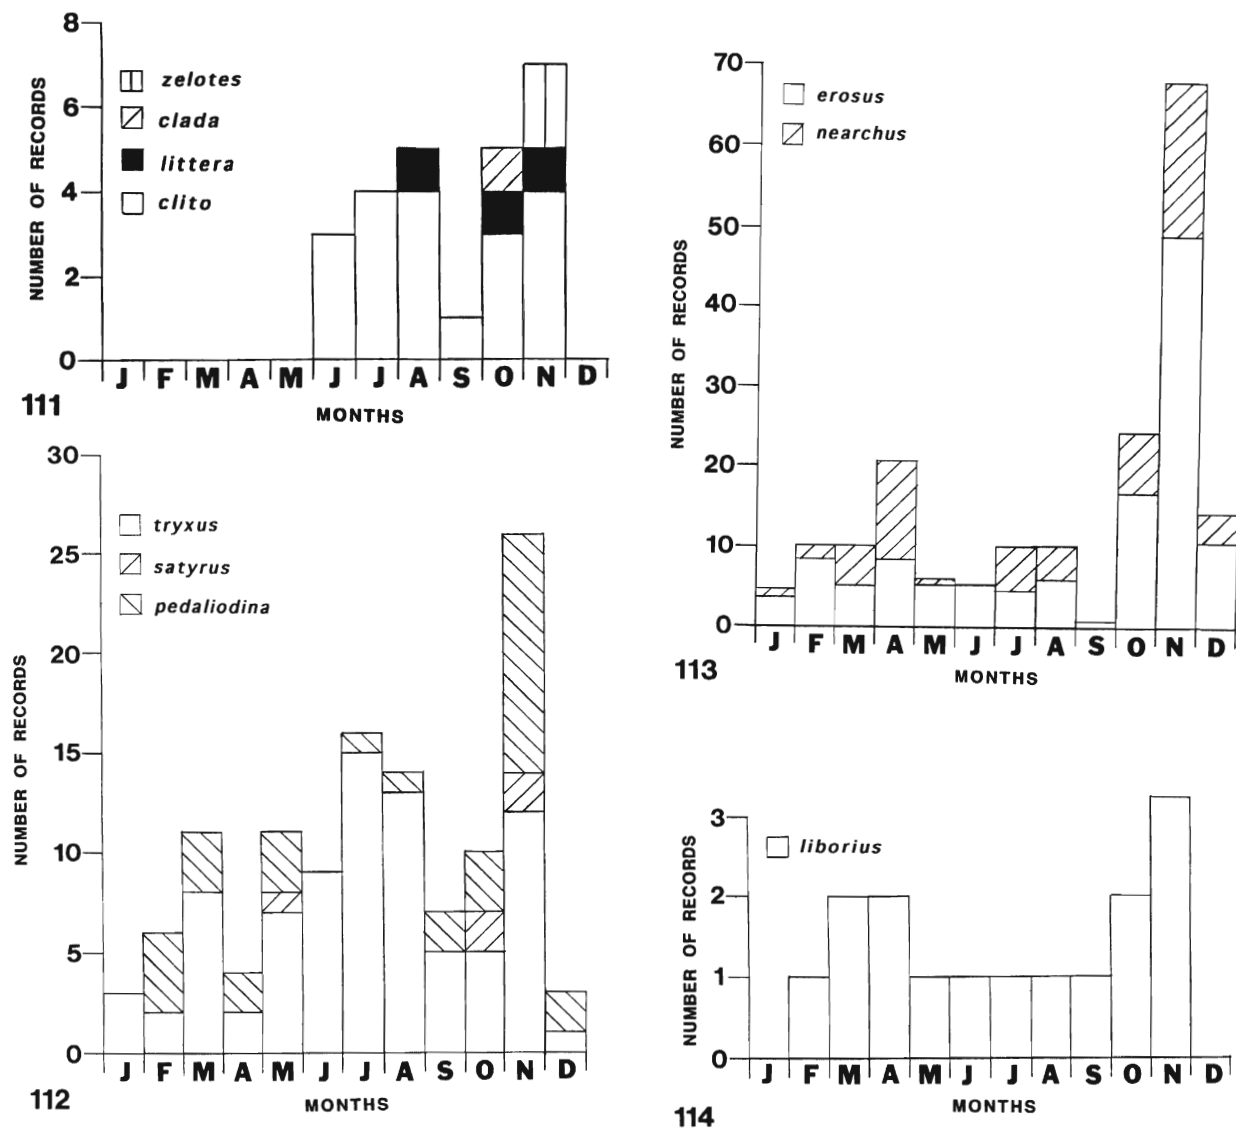 8
6
4
2
0
NUMBER OF RECORDS
zelotes
clada
littera
clito
J F M A M J J A S O N D
MONTHS
111
70
60
50
40
30
20
10
0
NUMBER OF RECORDS
erosus
nearchus
J F M A M J J A S O N D
MONTHS
113
30
25
20
15
10
5
0
NUMBER OF RECORDS
tryxus
satyrus
pedaliodina
J F M A M J J A S O N D
MONTHS
112
3
2
1
0
NUMBER OF RECORDS
liborius
J F M A M J J A S O N D
MONTHS
114